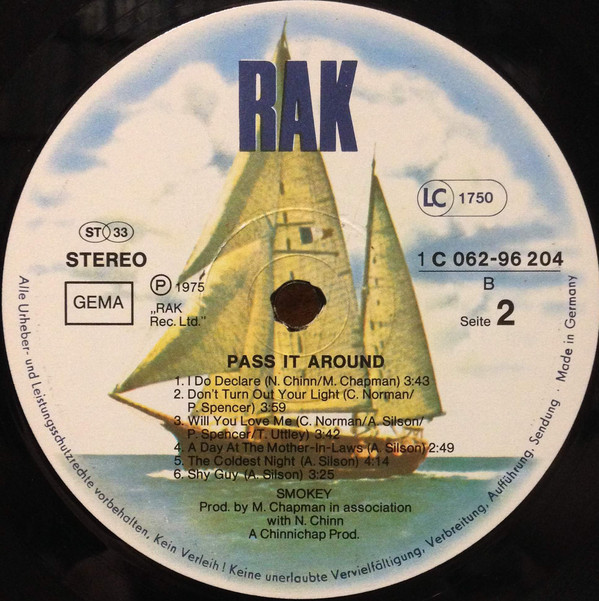 RAK
LC 1750
ST 33
STEREO
1 C 062-96 204
GEMA
Ⓟ 1975
„RAK
Rec. Ltd."
B
Seite 2
PASS IT AROUND
1. I Do Declare (N. Chinn/M. Chapman) 3:43
2. Don't Turn Out Your Light (C. Norman/
P. Spencer) 3:59
3. Will You Love Me (C. Norman/A. Silson/
P. Spencer/T. Uttley) 3:42
4. A Day At The Mother-In-Laws (A. Silson) 2:49
5. The Coldest Night (A. Silson) 4:14
6. Shy Guy (A. Silson) 3:25
SMOKEY
Prod. by M. Chapman in association
with N. Chinn
A Chinnichap Prod.
Alle Urheber- und Leistungsschutzrechte vorbehalten, Kein Verleih ! Keine unerlaubte Vervielfältigung, Verbreitung, Aufführung, Sendung · Made in Germany